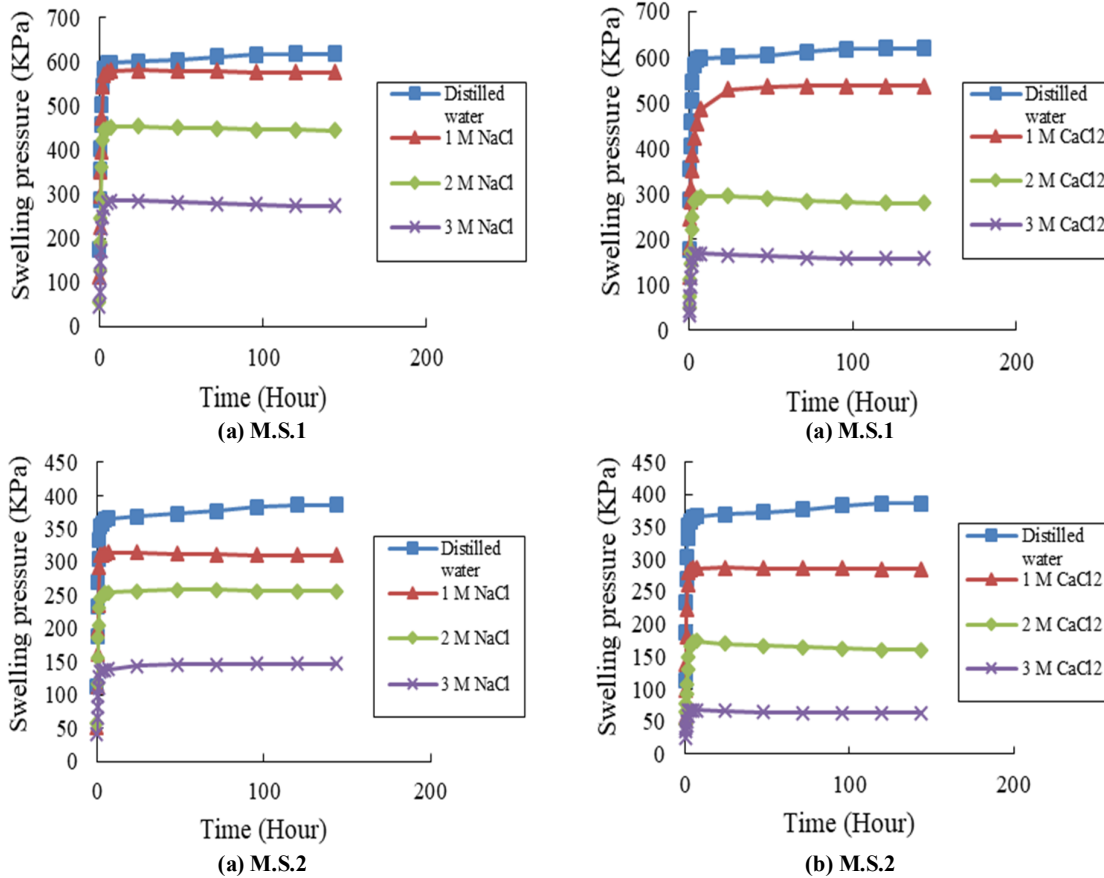 Swelling pressure (KPa)
700
600
500
400
300
200
100
0
0
100
200
Time (Hour)
Distilled
water
1 M NaCl
2 M NaCl
3 M NaCl
(a) M.S.1
Swelling pressure (KPa)
700
600
500
400
300
200
100
0
0
100
200
Time (Hour)
Distilled
water
1 M CaCl2
2 M CaCl2
3 M CaCl2
(a) M.S.1
Swelling pressure (KPa)
450
400
350
300
250
200
150
100
50
0
0
100
200
Time (Hour)
Distilled
water
1 M NaCl
2 M NaCl
3 M NaCl
(a) M.S.2
Swelling pressure (KPa)
450
400
350
300
250
200
150
100
50
0
0
100
200
Time (Hour)
Distilled
water
1 M CaCl2
2 M CaCl2
3 M CaCl2
(b) M.S.2